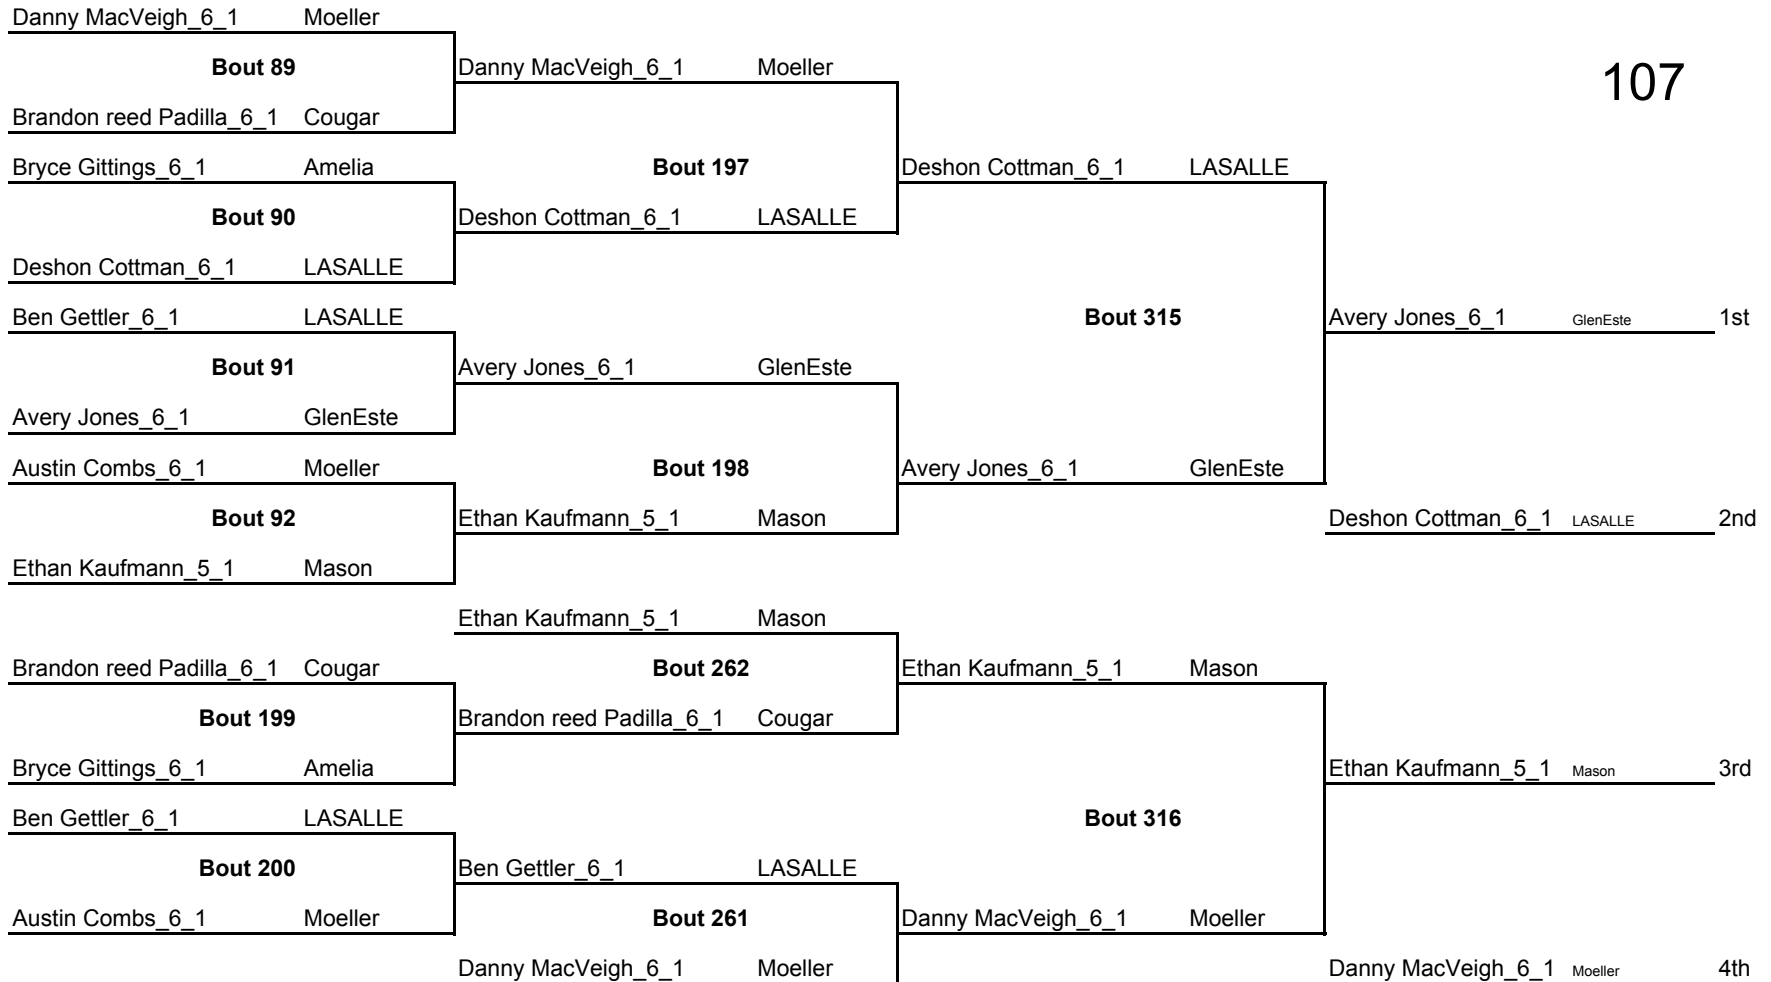 Danny MacVeigh_6_1 Moeller
Bout 89 Danny MacVeigh_6_1 Moeller 107
Brandon reed Padilla_6_1 Cougar
Bryce Gittings_6_1 Amelia Bout 197 Deshon Cottman_6_1 LASALLE
Bout 90 Deshon Cottman_6_1 LASALLE
Deshon Cottman_6_1 LASALLE
Ben Gettler_6_1 LASALLE Bout 315 Avery Jones_6_1 GlenEste 1st
Bout 91 Avery Jones_6_1 GlenEste
Avery Jones_6_1 GlenEste
Austin Combs_6_1 Moeller Bout 198 Avery Jones_6_1 GlenEste
Bout 92 Ethan Kaufmann_5_1 Mason Deshon Cottman_6_1 LASALLE 2nd
Ethan Kaufmann_5_1 Mason
Ethan Kaufmann_5_1 Mason
Brandon reed Padilla_6_1 Cougar Bout 262 Ethan Kaufmann_5_1 Mason
Bout 199 Brandon reed Padilla_6_1 Cougar
Bryce Gittings_6_1 Amelia Ethan Kaufmann_5_1 Mason 3rd
Ben Gettler_6_1 LASALLE Bout 316
Bout 200 Ben Gettler_6_1 LASALLE
Austin Combs_6_1 Moeller Bout 261 Danny MacVeigh_6_1 Moeller
Danny MacVeigh_6_1 Moeller Danny MacVeigh_6_1 Moeller 4th